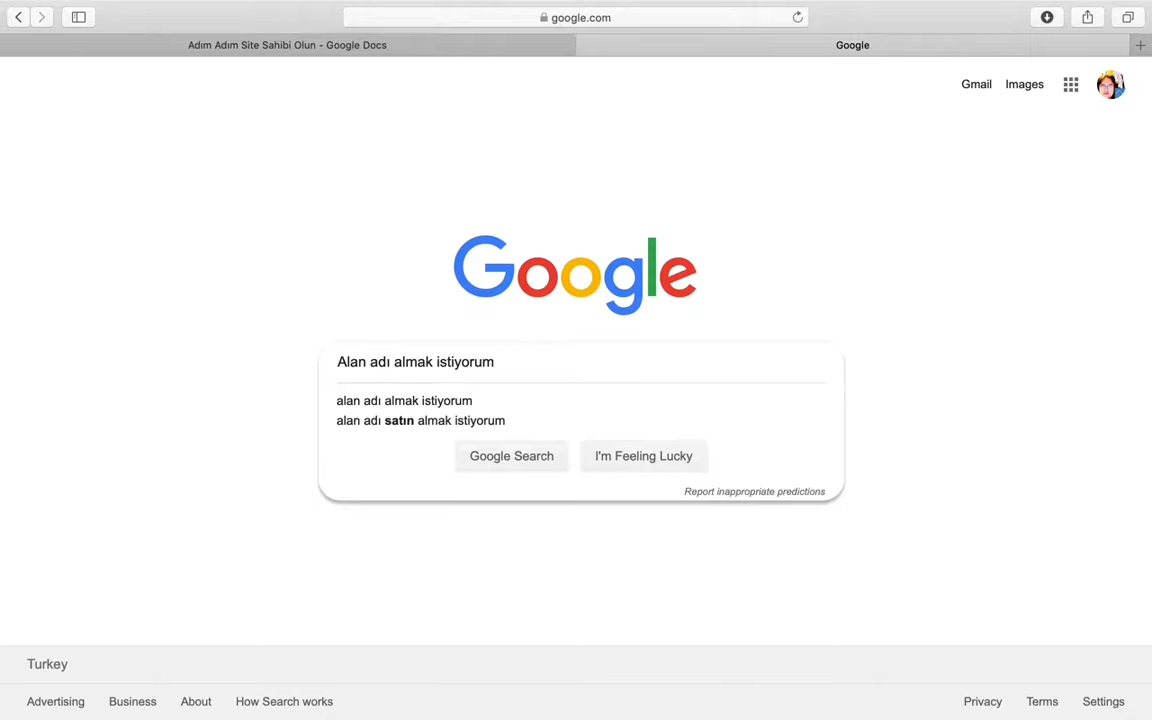 google.com
Adım Adım Site Sahibi Olun - Google Docs
Google
Gmail
Images
Google
Alan adı almak istiyorum
alan adı almak istiyorum
alan adı satın almak istiyorum
Google Search
I'm Feeling Lucky
Report inappropriate predictions
Turkey
Advertising
Business
About
How Search works
Privacy
Terms
Settings